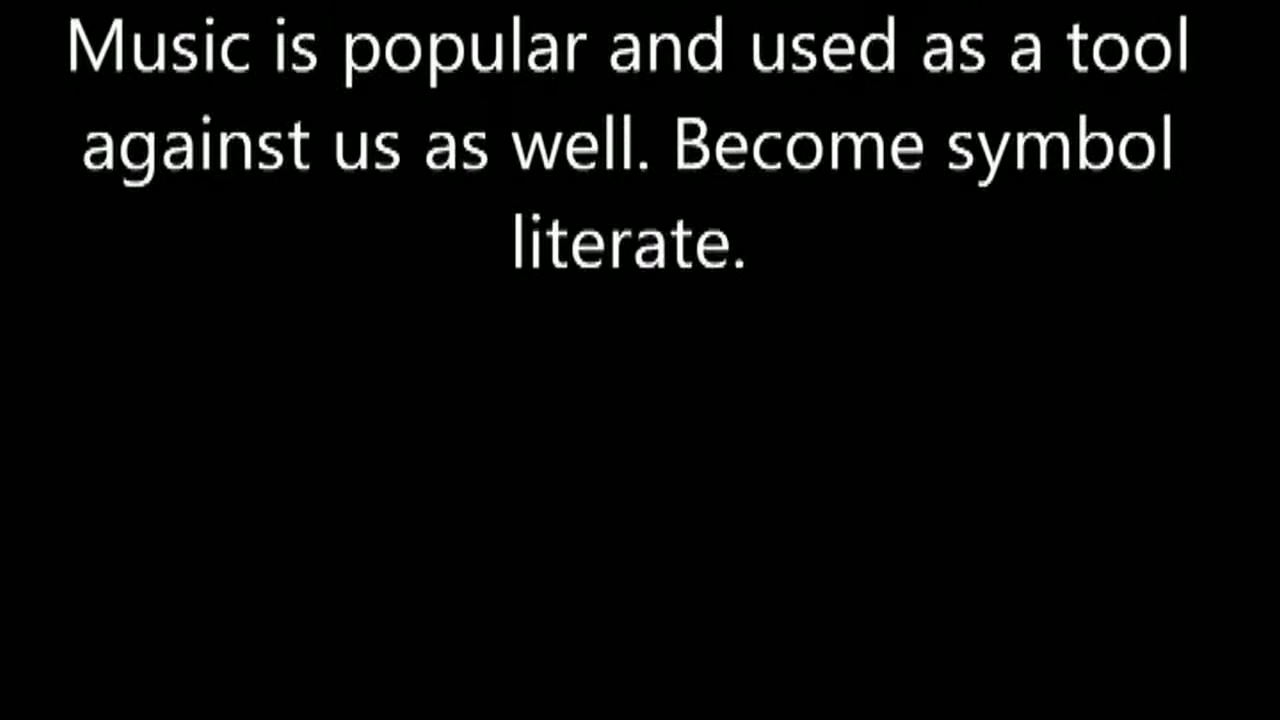 Music is popular and used as a tool
against us as well. Become symbol
literate.